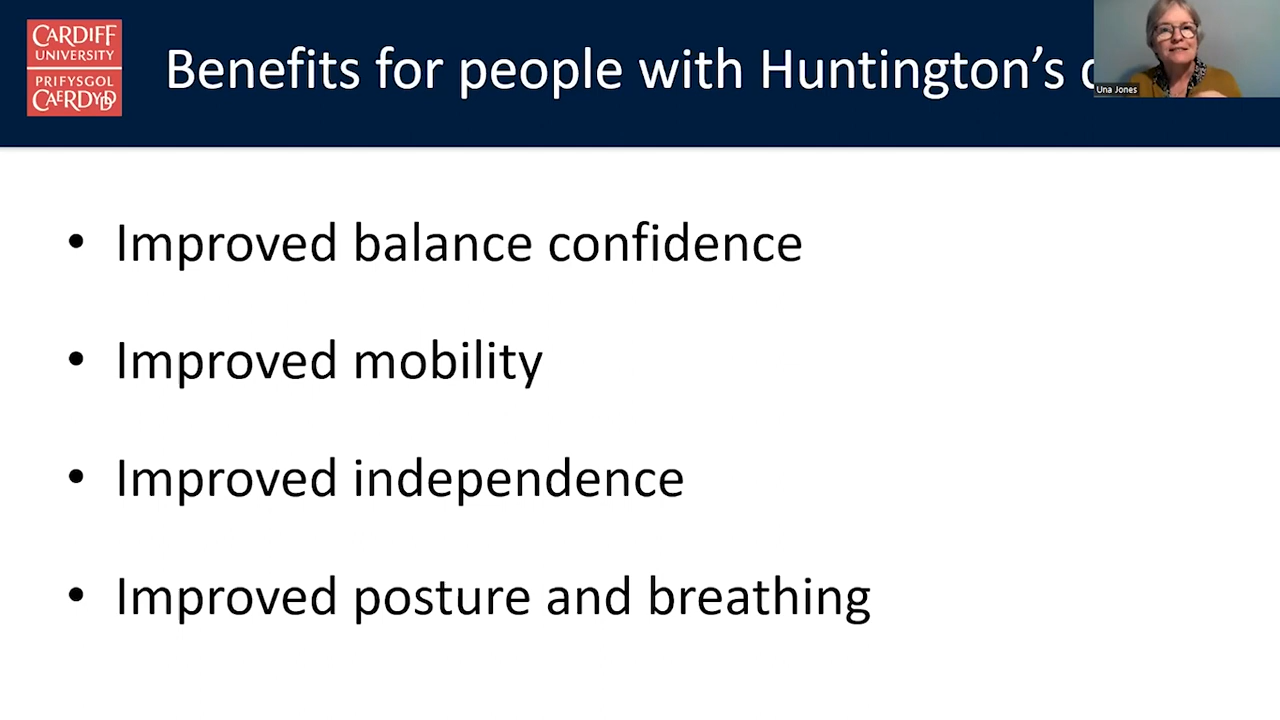 CARDIFF
UNIVERSITY
PRIFYSGOL
CAERDYDD
Benefits for people with Huntington's
Una Jones
• Improved balance confidence
• Improved mobility
• Improved independence
• Improved posture and breathing